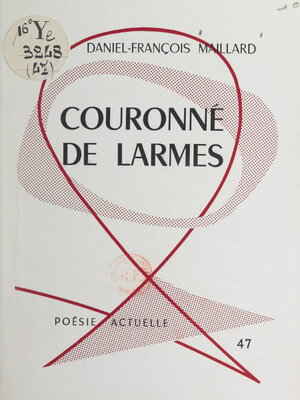 16° Ye
3248
(47)
DANIEL-FRANÇOIS MAILLARD
COURONNÉ
DE LARMES
POÉSIE ACTUELLE
47